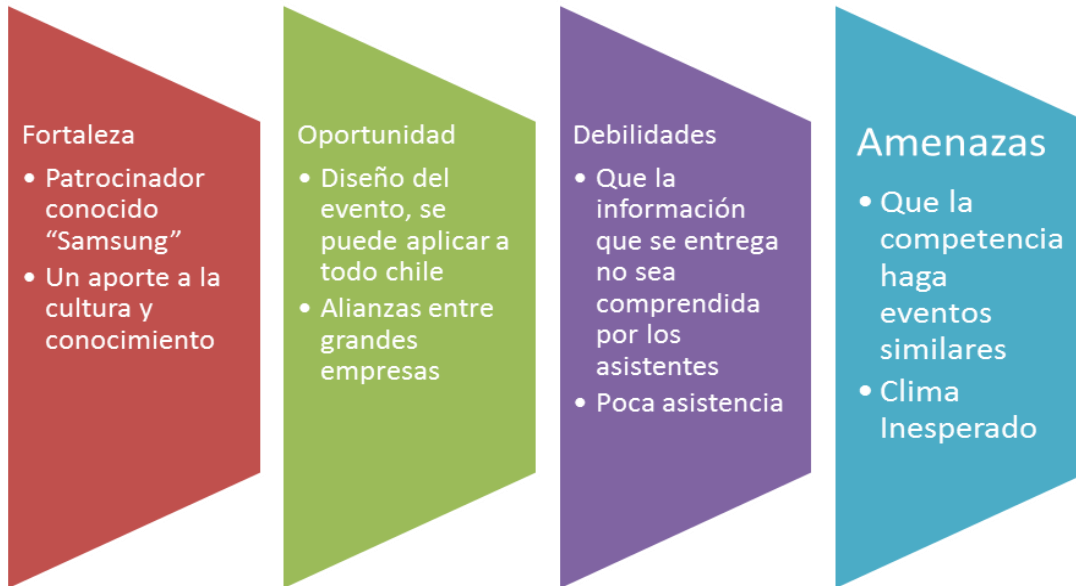 Fortaleza
• Patrocinador
conocido
“Samsung”
• Un aporte a la
cultura y
conocimiento
Oportunidad
• Diseño del
evento, se
puede aplicar a
todo chile
• Alianzas entre
grandes
empresas
Debilidades
• Que la
información
que se entrega
no sea
comprendida
por los
asistentes
• Poca asistencia
Amenazas
• Que la
competencia
haga
eventos
similares
• Clima
Inesperado